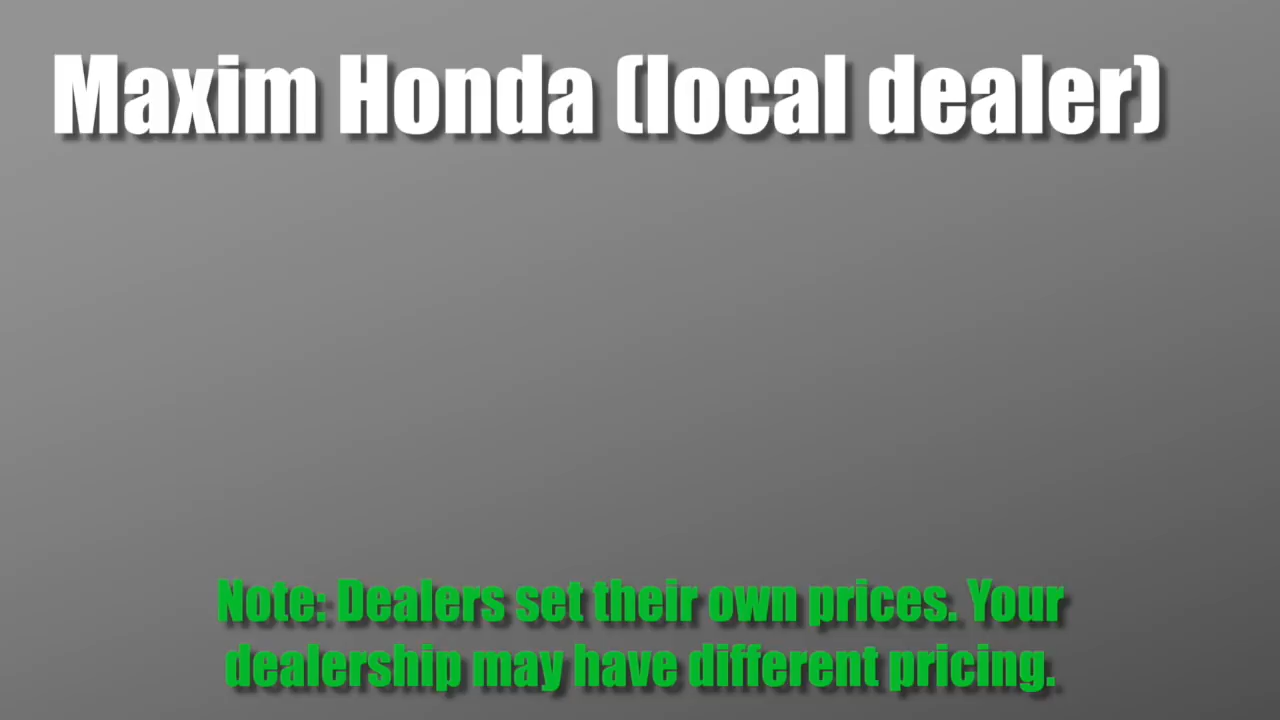 Maxim Honda (local dealer)
Note: Dealers set their own prices. Your
dealership may have different pricing.